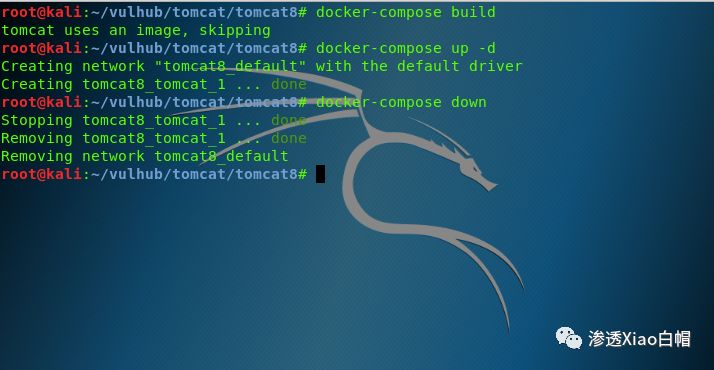 root@kali:~/vulhub/tomcat/tomcat8# docker-compose build
tomcat uses an image, skipping
root@kali:~/vulhub/tomcat/tomcat8# docker-compose up -d
Creating network "tomcat8_default" with the default driver
Creating tomcat8_tomcat_1 ... done
root@kali:~/vulhub/tomcat/tomcat8# docker-compose down
Stopping tomcat8_tomcat_1 ... done
Removing tomcat8_tomcat_1 ... done
Removing network tomcat8_default
root@kali:~/vulhub/tomcat/tomcat8#
渗透Xiao白帽